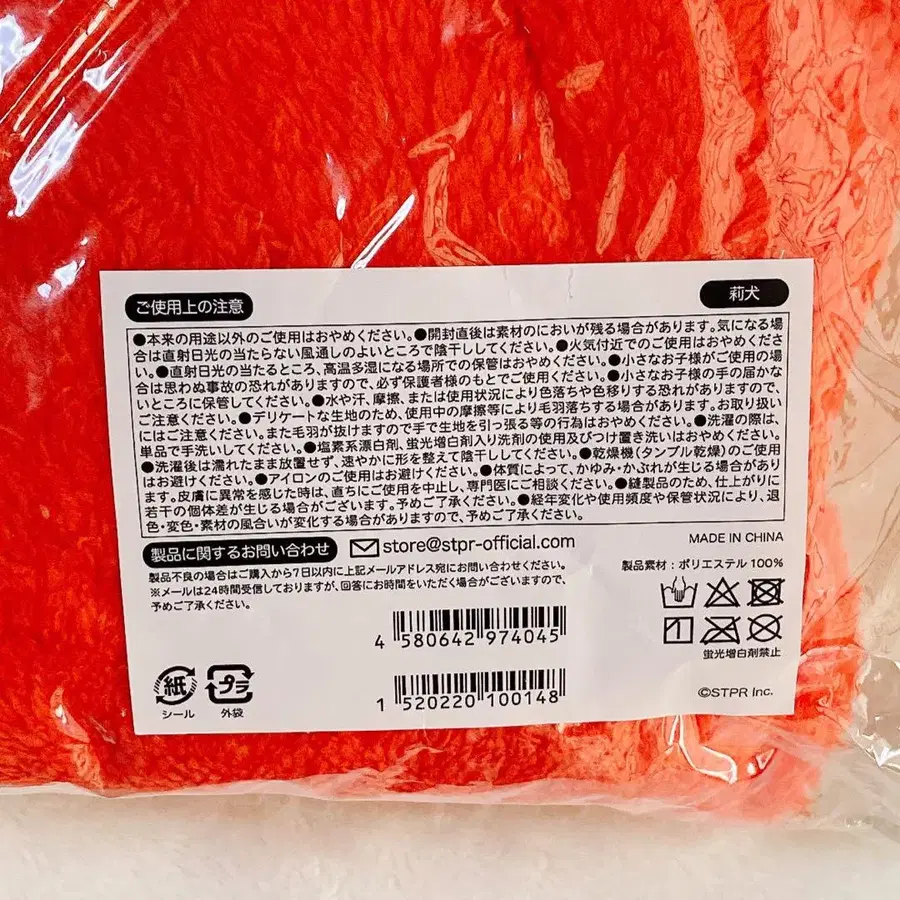 ご使用上の注意
莉犬
●本来の用途以外のご使用はおやめください。●開封直後は素材のにおいが残る場合があります。気になる場
合は直射日光の当たらない風通しのよいところで陰干ししてください。●火気付近でのご使用はおやめくださ
い。●直射日光の当たるところ、高温多湿になる場所での保管はおやめください。●小さなお子様がご使用の場
合は思わぬ事故の恐れがありますので、必ず保護者様のもとでご使用ください。●小さなお子様の手の届かな
いところに保管してください。●水や汗、摩擦、または使用状況により色落ちや色移りする恐れがありますので、
ご注意ください。●デリケートな生地のため、使用中の摩擦等により毛羽落ちする場合があります。お取り扱い
ご注意ください。また毛羽が抜けますので手で生地を引っ張る等の行為はおやめください。●洗濯の際は、
単品で手洗いしてください。●塩素系漂白剤、蛍光増白剤入り洗剤の使用及びつけ置き洗いはおやめください。
●洗濯後は濡れたまま放置せず、速やかに形を整えて陰干ししてください。●乾燥機(タンブル乾燥)のご使用
はお避けください。●アイロンのご使用はお避けください。●体質によって、かゆみ・かぶれが生じる場合があり
ます。皮膚に異常を感じた時は、直ちにご使用を中止し、専門医にご相談ください。●縫製品のため、仕上がりに
若干の個体差が生じる場合がございます。予めご了承ください。●経年変化や使用頻度や保管状況により、退
色・変色・素材の風合いが変化する場合がありますので、予めご了承ください。
製品に関するお問い合わせ store@stpr-official.com
MADE IN CHINA
製品不良の場合はご購入から7日以内に上記メールアドレス宛にお問い合わせください。
※メールは24時間受信しておりますが、回答にお時間をいただく場合がございますので、
予めご了承ください。
製品素材：ポリエステル 100%
4 580642 974045
蛍光増白剤禁止
紙
シール
プラ
外袋
1 520220 100148
©STPR Inc.